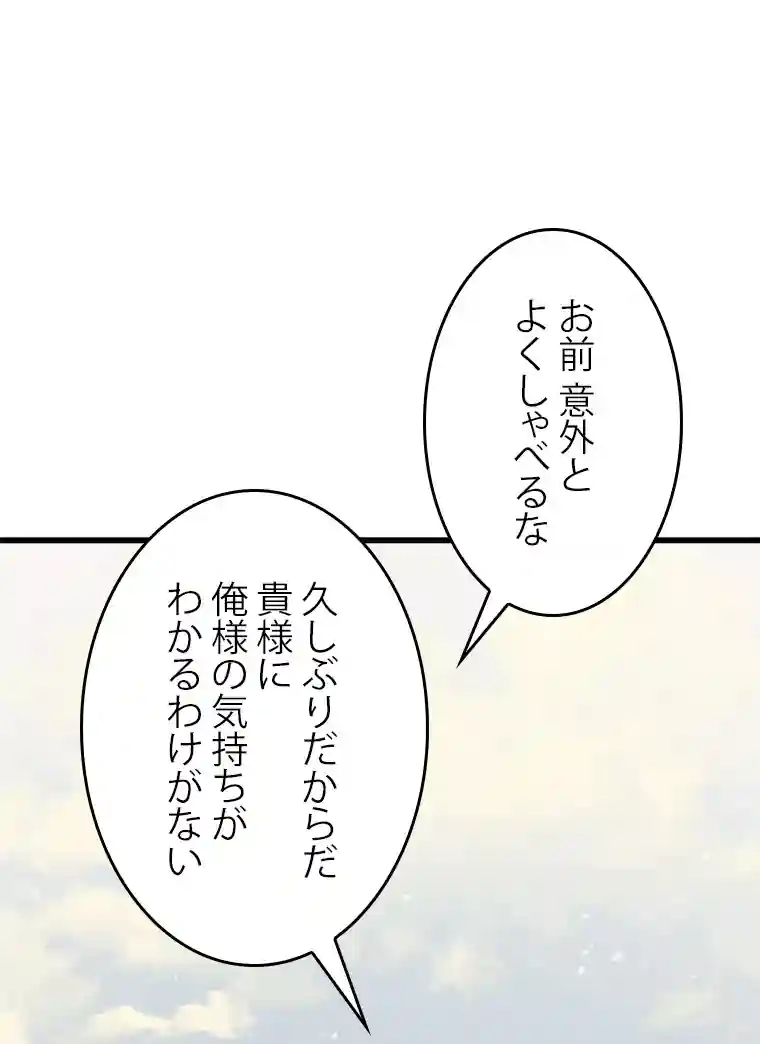 お前 意外と
よくしゃべるな
久しぶりだからだ
貴様に
俺様の気持ちが
わかるわけがない